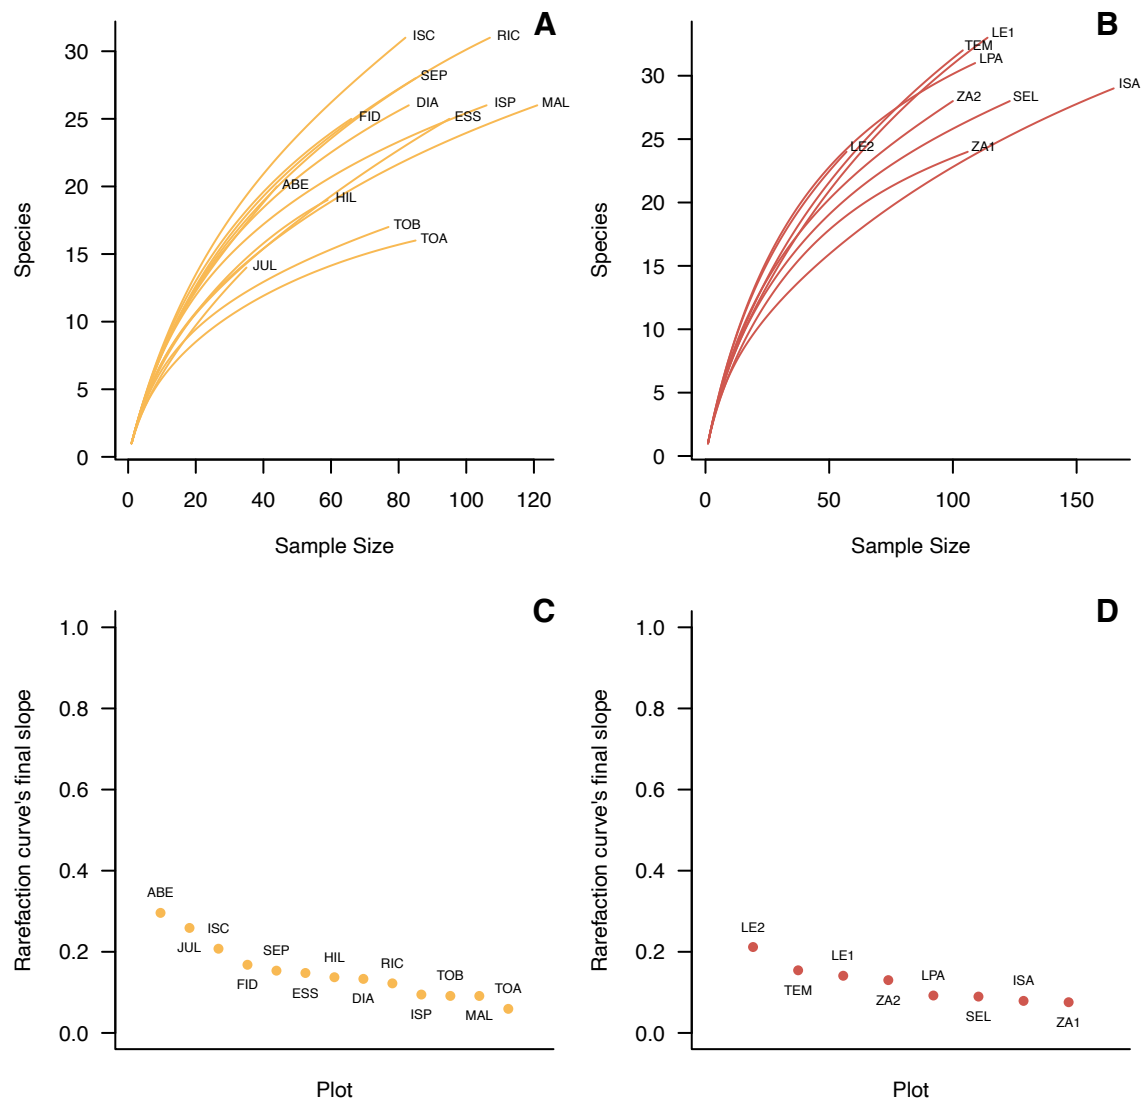 A
ISC
RIC
SEP
DIA
ISP
MAL
FID
ESS
ABE
HIL
TOB
TOA
JUL
30
25
20
15
10
5
0
Species
0 20 40 60 80 100 120
Sample Size
B
LE1
TEM
LPA
ISA
ZA2
SEL
LE2
ZA1
30
25
20
15
10
5
0
Species
0 50 100 150
Sample Size
C
1.0
0.8
0.6
0.4
0.2
0.0
Rarefaction curve's final slope
ABE
JUL
ISC
FID
SEP
ESS
HIL
DIA
RIC
ISP
TOB
MAL
TOA
Plot
D
1.0
0.8
0.6
0.4
0.2
0.0
Rarefaction curve's final slope
LE2
TEM
LE1
ZA2
LPA
SEL
ISA
ZA1
Plot